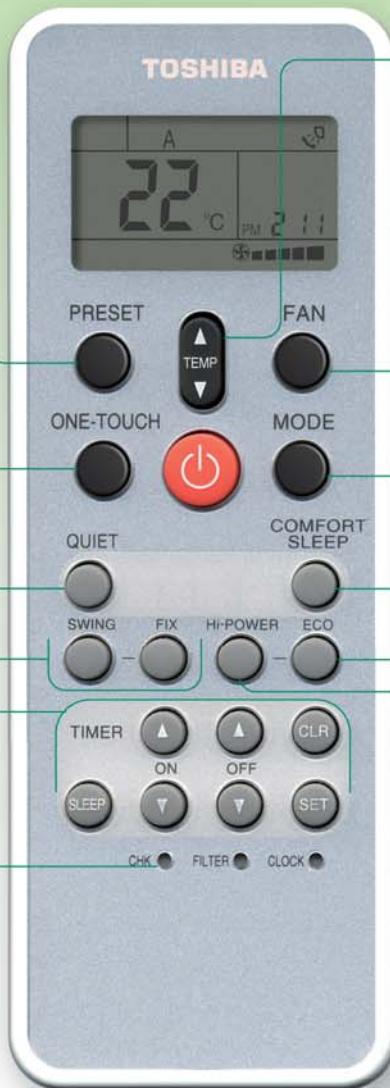 TOSHIBA
A
22 °C PM 2 11
PRESET FAN
TEMP
ONE-TOUCH MODE
QUIET COMFORT SLEEP
SWING FIX Hi-POWER ECO
TIMER CLR
ON OFF
SLEEP SET
CHK FILTER CLOCK